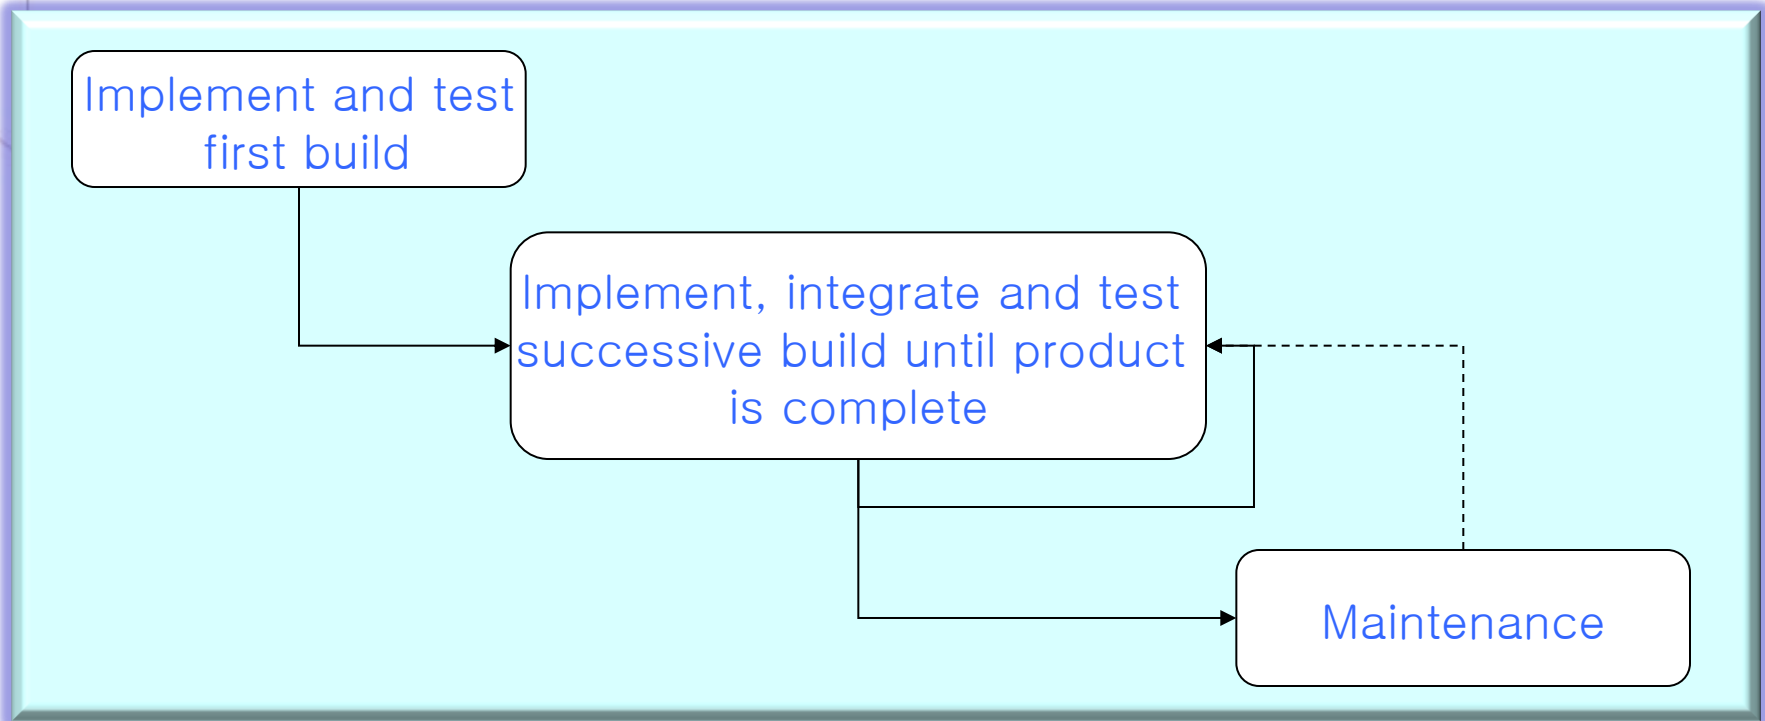 Implement and test
first build
Implement, integrate and test
successive build until product
is complete
Maintenance